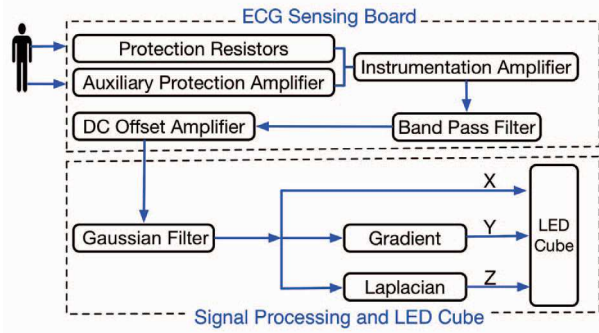 ECG Sensing Board
Protection Resistors
Auxiliary Protection Amplifier
Instrumentation Amplifier
DC Offset Amplifier
Band Pass Filter
X
Gaussian Filter
Gradient
Y
LED
Cube
Laplacian
Z
Signal Processing and LED Cube